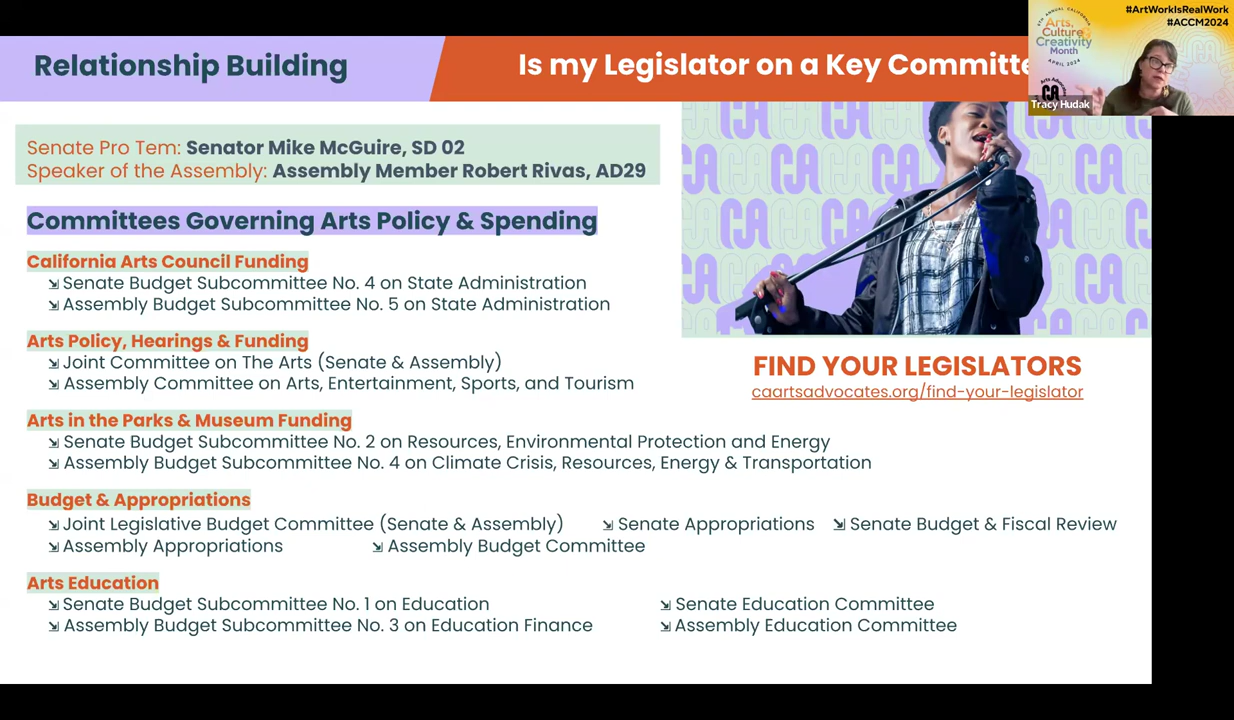 Relationship Building
Is my Legislator on a Key Committe
#ArtWorkIsRealWork
#ACCM2024
Arts,
Culture &
Creativity
Month
APRIL 2024
CA
Tracy Hudak
Senate Pro Tem: Senator Mike McGuire, SD 02
Speaker of the Assembly: Assembly Member Robert Rivas, AD29
Committees Governing Arts Policy & Spending
California Arts Council Funding
⇲ Senate Budget Subcommittee No. 4 on State Administration
⇲ Assembly Budget Subcommittee No. 5 on State Administration
Arts Policy, Hearings & Funding
⇲ Joint Committee on The Arts (Senate & Assembly)
⇲ Assembly Committee on Arts, Entertainment, Sports, and Tourism
FIND YOUR LEGISLATORS
caartsadvocates.org/find-your-legislator
Arts in the Parks & Museum Funding
⇲ Senate Budget Subcommittee No. 2 on Resources, Environmental Protection and Energy
⇲ Assembly Budget Subcommittee No. 4 on Climate Crisis, Resources, Energy & Transportation
Budget & Appropriations
⇲ Joint Legislative Budget Committee (Senate & Assembly) ⇲ Senate Appropriations ⇲ Senate Budget & Fiscal Review
⇲ Assembly Appropriations ⇲ Assembly Budget Committee
Arts Education
⇲ Senate Budget Subcommittee No. 1 on Education ⇲ Senate Education Committee
⇲ Assembly Budget Subcommittee No. 3 on Education Finance ⇲ Assembly Education Committee